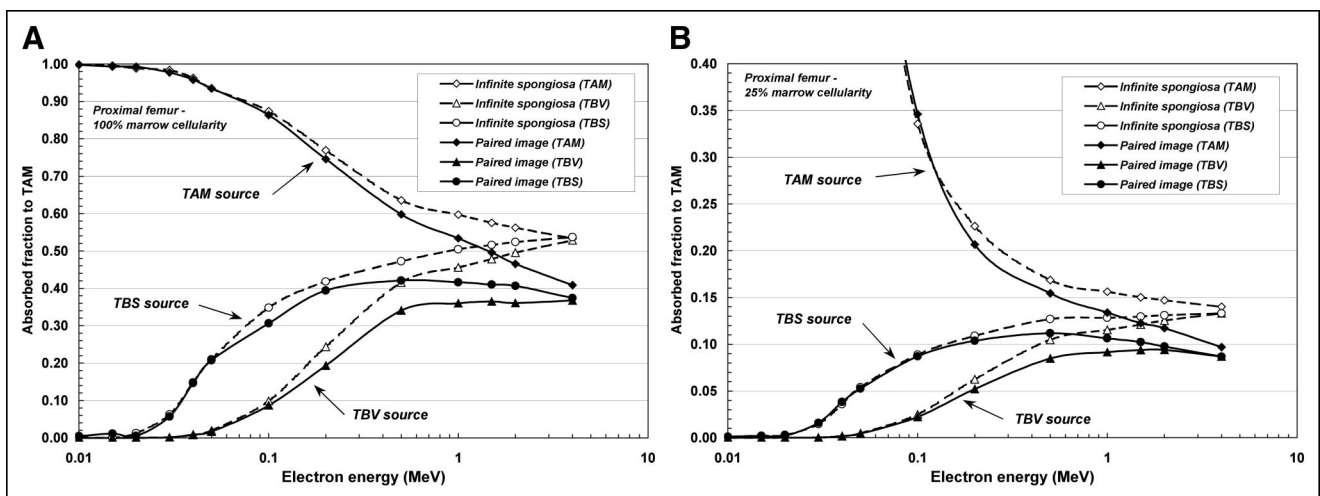 A
Absorbed fraction to TAM
1.00
0.90
0.80
0.70
0.60
0.50
0.40
0.30
0.20
0.10
0.00
Proximal femur -
100% marrow cellularity
Infinite spongiosa (TAM)
Infinite spongiosa (TBV)
Infinite spongiosa (TBS)
Paired image (TAM)
Paired image (TBV)
Paired image (TBS)
TAM source
TBS source
TBV source
0.01
0.1
1
10
Electron energy (MeV)
B
Absorbed fraction to TAM
0.40
0.35
0.30
0.25
0.20
0.15
0.10
0.05
0.00
Proximal femur -
25% marrow cellularity
Infinite spongiosa (TAM)
Infinite spongiosa (TBV)
Infinite spongiosa (TBS)
Paired image (TAM)
Paired image (TBV)
Paired image (TBS)
TAM source
TBS source
TBV source
0.01
0.1
1
10
Electron energy (MeV)